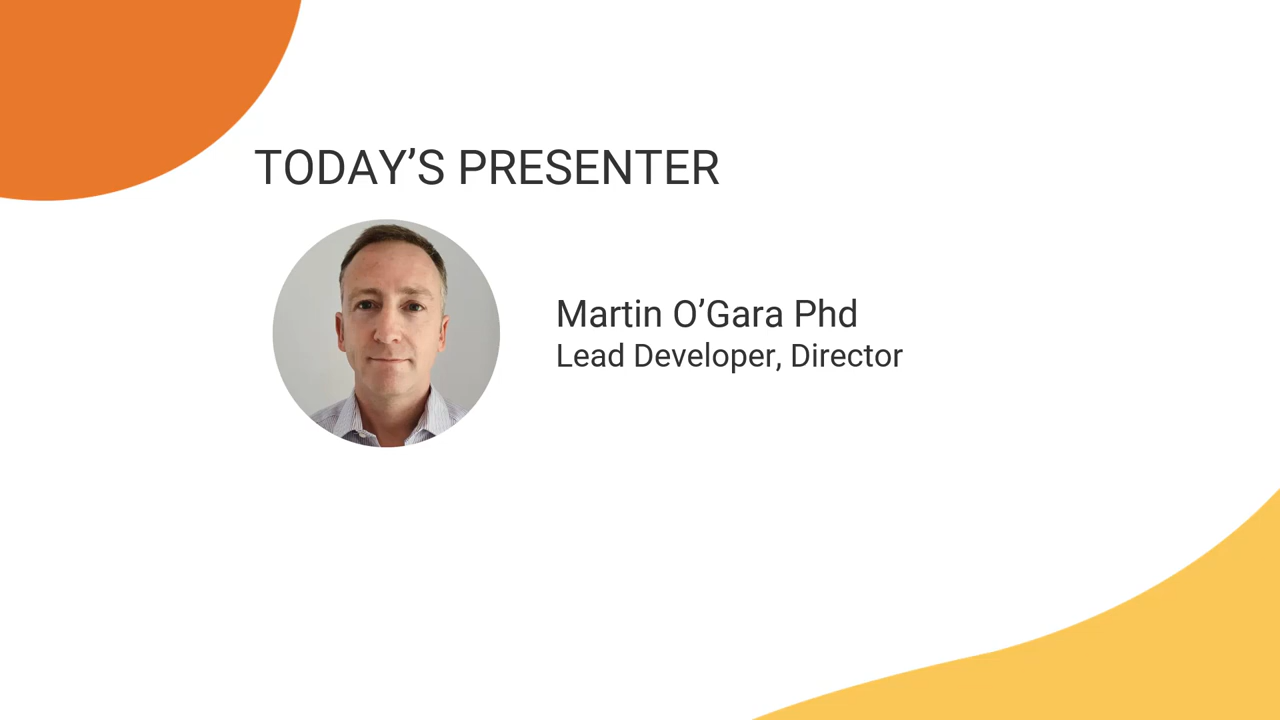 TODAY’S PRESENTER
Martin O’Gara Phd
Lead Developer, Director